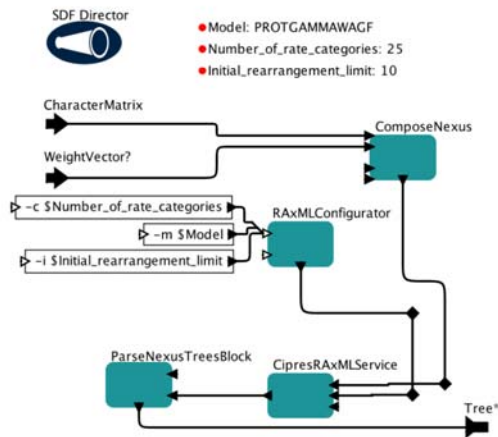 SDF Director
Model: PROTGAMMAWAGF
Number_of_rate_categories: 25
Initial_rearrangement_limit: 10
CharacterMatrix
ComposeNexus
WeightVector?
-c $Number_of_rate_categories
RAxMLConfigurator
-m $Model
-i $Initial_rearrangement_limit
ParseNexusTreesBlock
CipresRAxMLService
Tree*